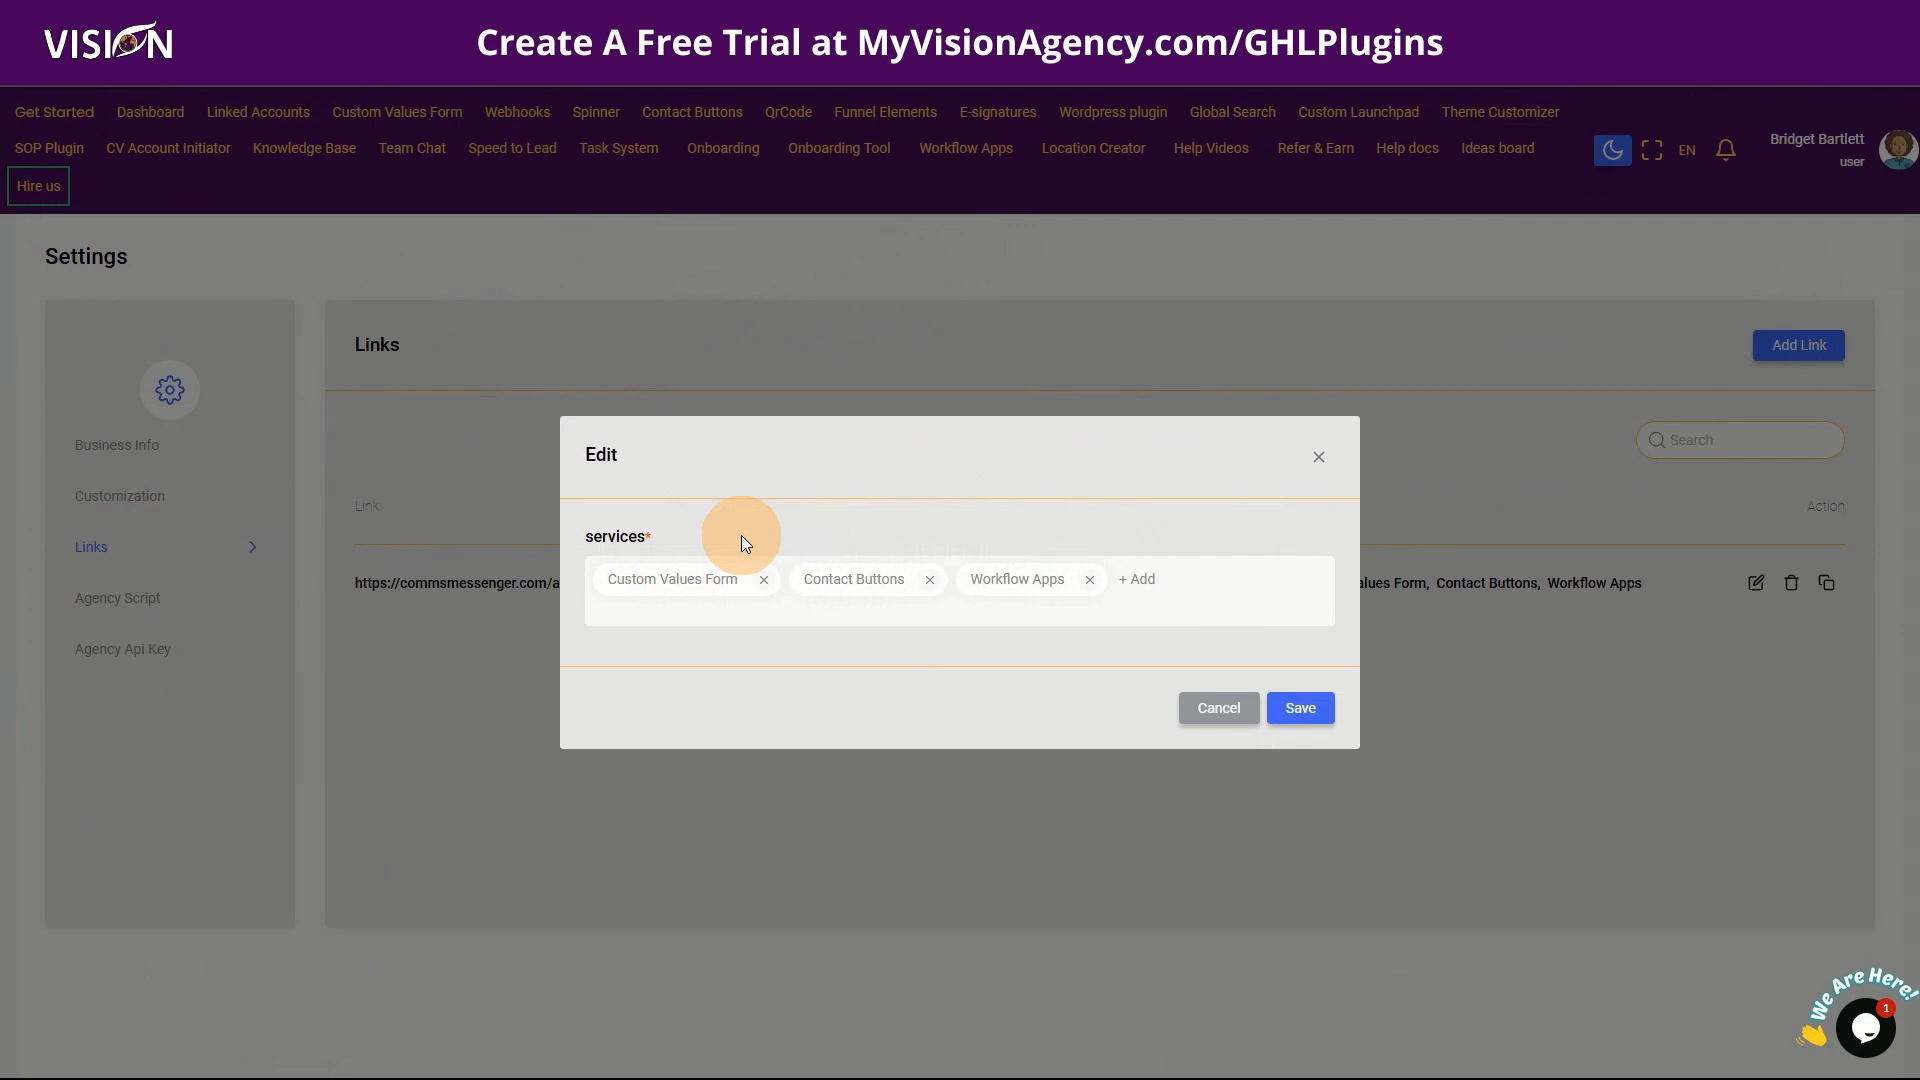 VISION
Create A Free Trial at MyVisionAgency.com/GHLPlugins
Get Started Dashboard Linked Accounts Custom Values Form Webhooks Spinner Contact Buttons QrCode Funnel Elements E-signatures Wordpress plugin Global Search Custom Launchpad Theme Customizer
SOP Plugin CV Account Initiator Knowledge Base Team Chat Speed to Lead Task System Onboarding Onboarding Tool Workflow Apps Location Creator Help Videos Refer & Earn Help docs Ideas board
Hire us
EN
Bridget Bartlett
user
Settings
Business Info
Customization
Links
Agency Script
Agency Api Key
Links
Add Link
Search
Link
Action
https://commsmessenger.com/a
alues Form, Contact Buttons, Workflow Apps
Edit
services*
Custom Values Form Contact Buttons Workflow Apps + Add
Cancel Save
We Are Here!
1